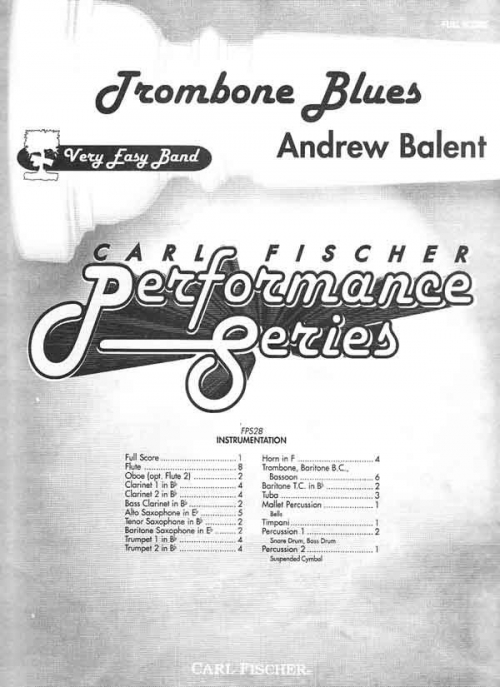 FULL SCORE
Trombone Blues
Andrew Balent
Very Easy Band
CARL FISCHER
Performance
Series
FPS28
INSTRUMENTATION
Full Score 1
Flute 8
Oboe (opt. Flute 2) 2
Clarinet 1 in B♭ 4
Clarinet 2 in B♭ 4
Bass Clarinet in B♭ 2
Alto Saxophone in E♭ 5
Tenor Saxophone in B♭ 2
Baritone Saxophone in E♭ 2
Trumpet 1 in B♭ 4
Trumpet 2 in B♭ 4
Horn in F 4
Trombone, Baritone B.C.,
Bassoon 6
Baritone T.C. in B♭ 2
Tuba 3
Mallet Percussion 1
Bells
Timpani 1
Percussion 1 2
Snare Drum, Bass Drum
Percussion 2 1
Suspended Cymbal
CARL FISCHER